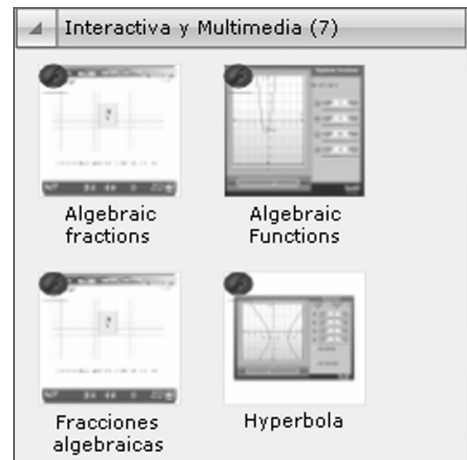 Interactiva y Multimedia (7)
Algebraic
fractions
Algebraic
Functions
Fracciones
algebraicas
Hyperbola